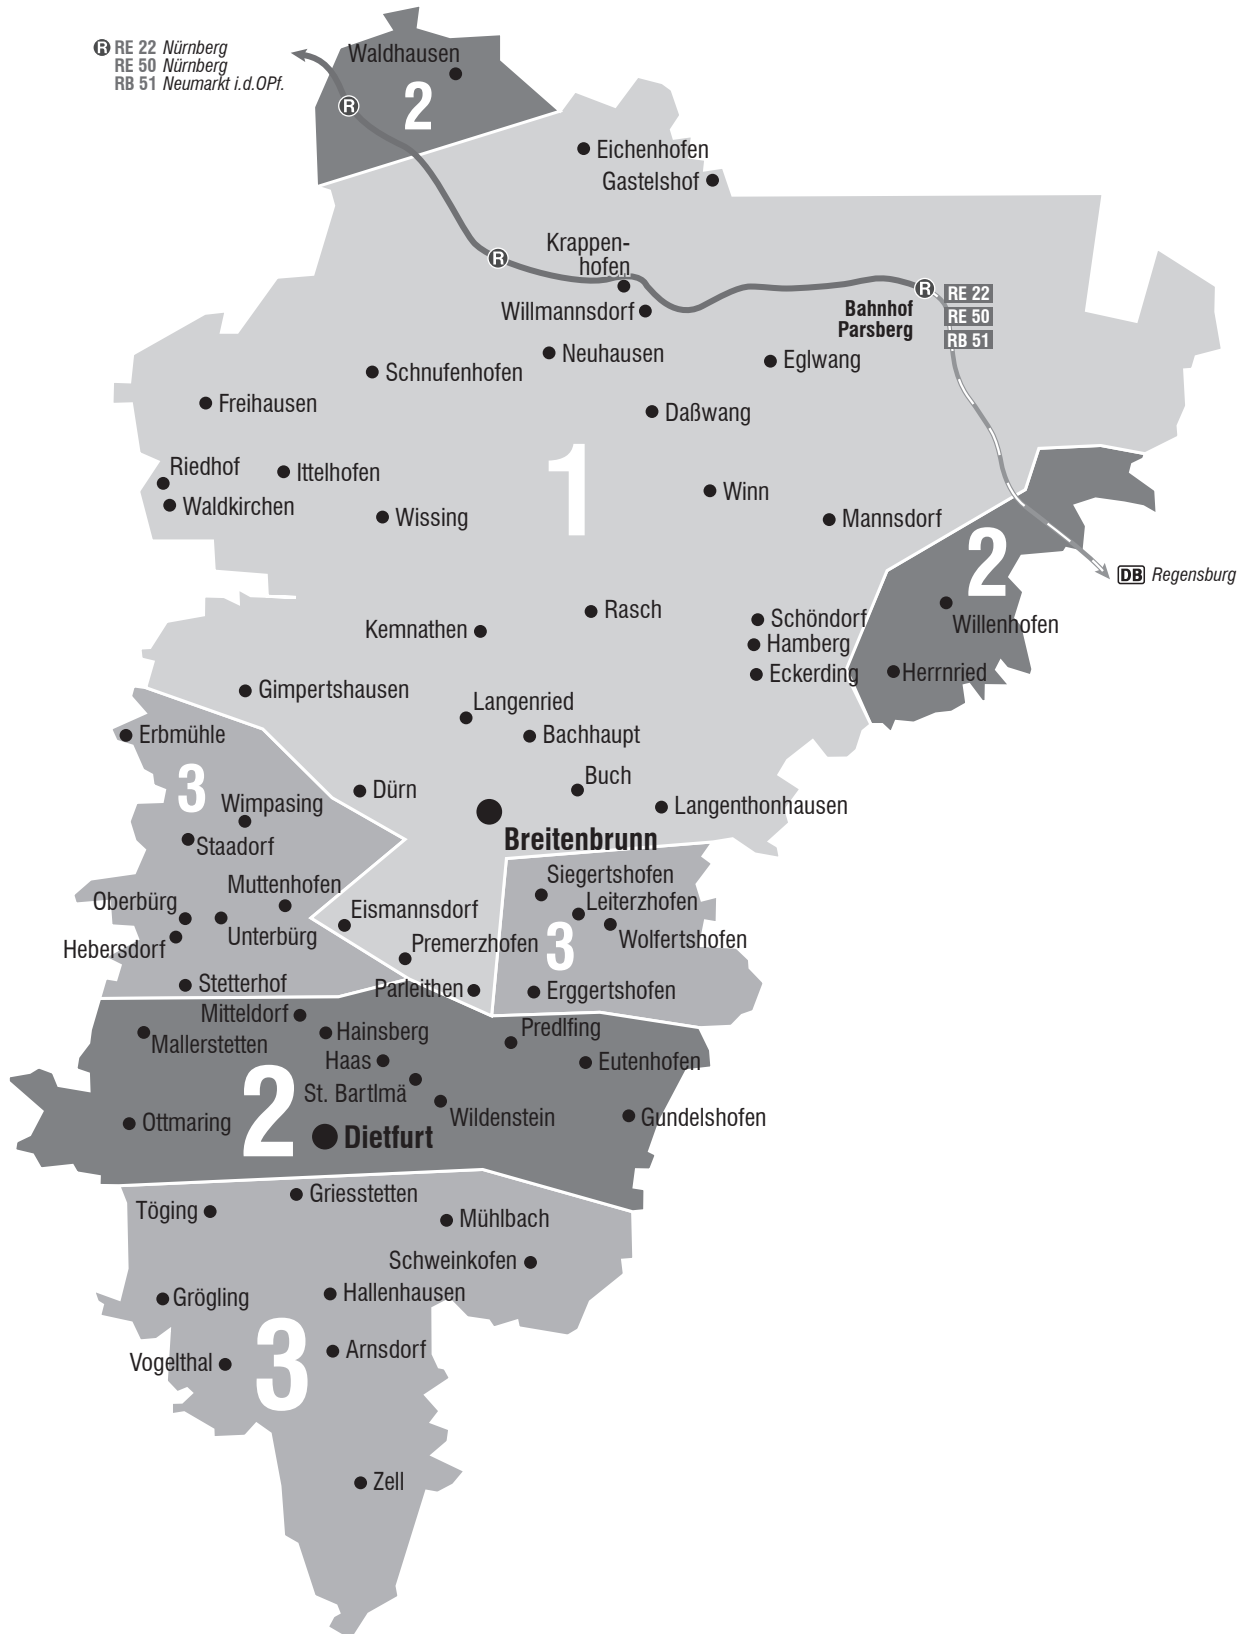 R RE 22 Nürnberg
RE 50 Nürnberg
RB 51 Neumarkt i.d.OPf.
Waldhausen
2
R
Eichenhofen
Gastelshof
R
Krappen-
hofen
Willmannsdorf
R
Bahnhof
Parsberg
RE 22
RE 50
RB 51
Neuhausen
Eglwang
Schnufenhofen
Freihausen
Daßwang
Riedhof
Ittelhofen
Waldkirchen
Wissing
1
Winn
Mannsdorf
2
DB Regensburg
Rasch
Kemnathen
Schöndorf
Hamberg
Eckerding
Willenhofen
Herrnried
Gimpertshausen
Langenried
Bachhaupt
Erbmühle
3
Dürn
Buch
Wimpasing
Langenthonhausen
Staadorf
Breitenbrunn
Muttenhofen
Siegertshofen
Oberbürg
Eismannsdorf
Leiterzhofen
Unterbürg
Hebersdorf
Premerzhofen
3
Wolfertshofen
Stetterhof
Parleithen
Erggertshofen
Mitteldorf
Mallerstetten
Hainsberg
Predlfing
Haas
Eutenhofen
St. Bartlmä
2
Wildenstein
Gundelshofen
Ottmaring
Dietfurt
Griesstetten
Töging
Mühlbach
Schweinkofen
Grögling
Hallenhausen
3
Arnsdorf
Vogelthal
Zell